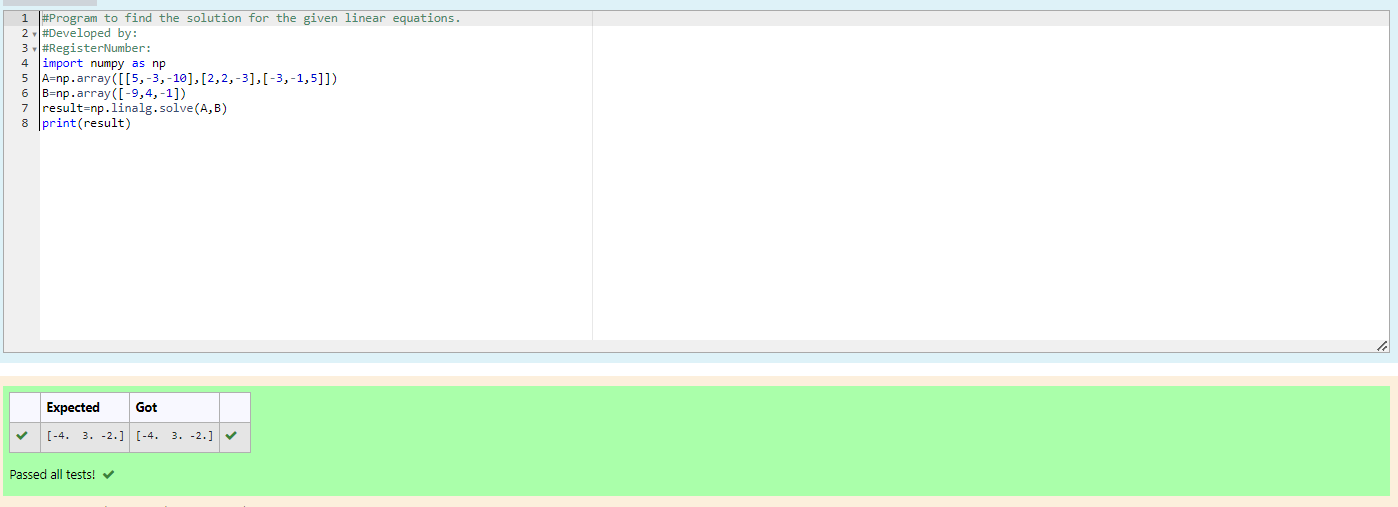 1 #Program to find the solution for the given linear equations.
2 #Developed by:
3 #RegisterNumber:
4 import numpy as np
5 A=np.array([[5,-3,-10],[2,2,-3],[-3,-1,5]])
6 B=np.array([-9,4,-1])
7 result=np.linalg.solve(A,B)
8 print(result)
Expected Got
[-4.  3. -2.] [-4.  3. -2.]
Passed all tests!